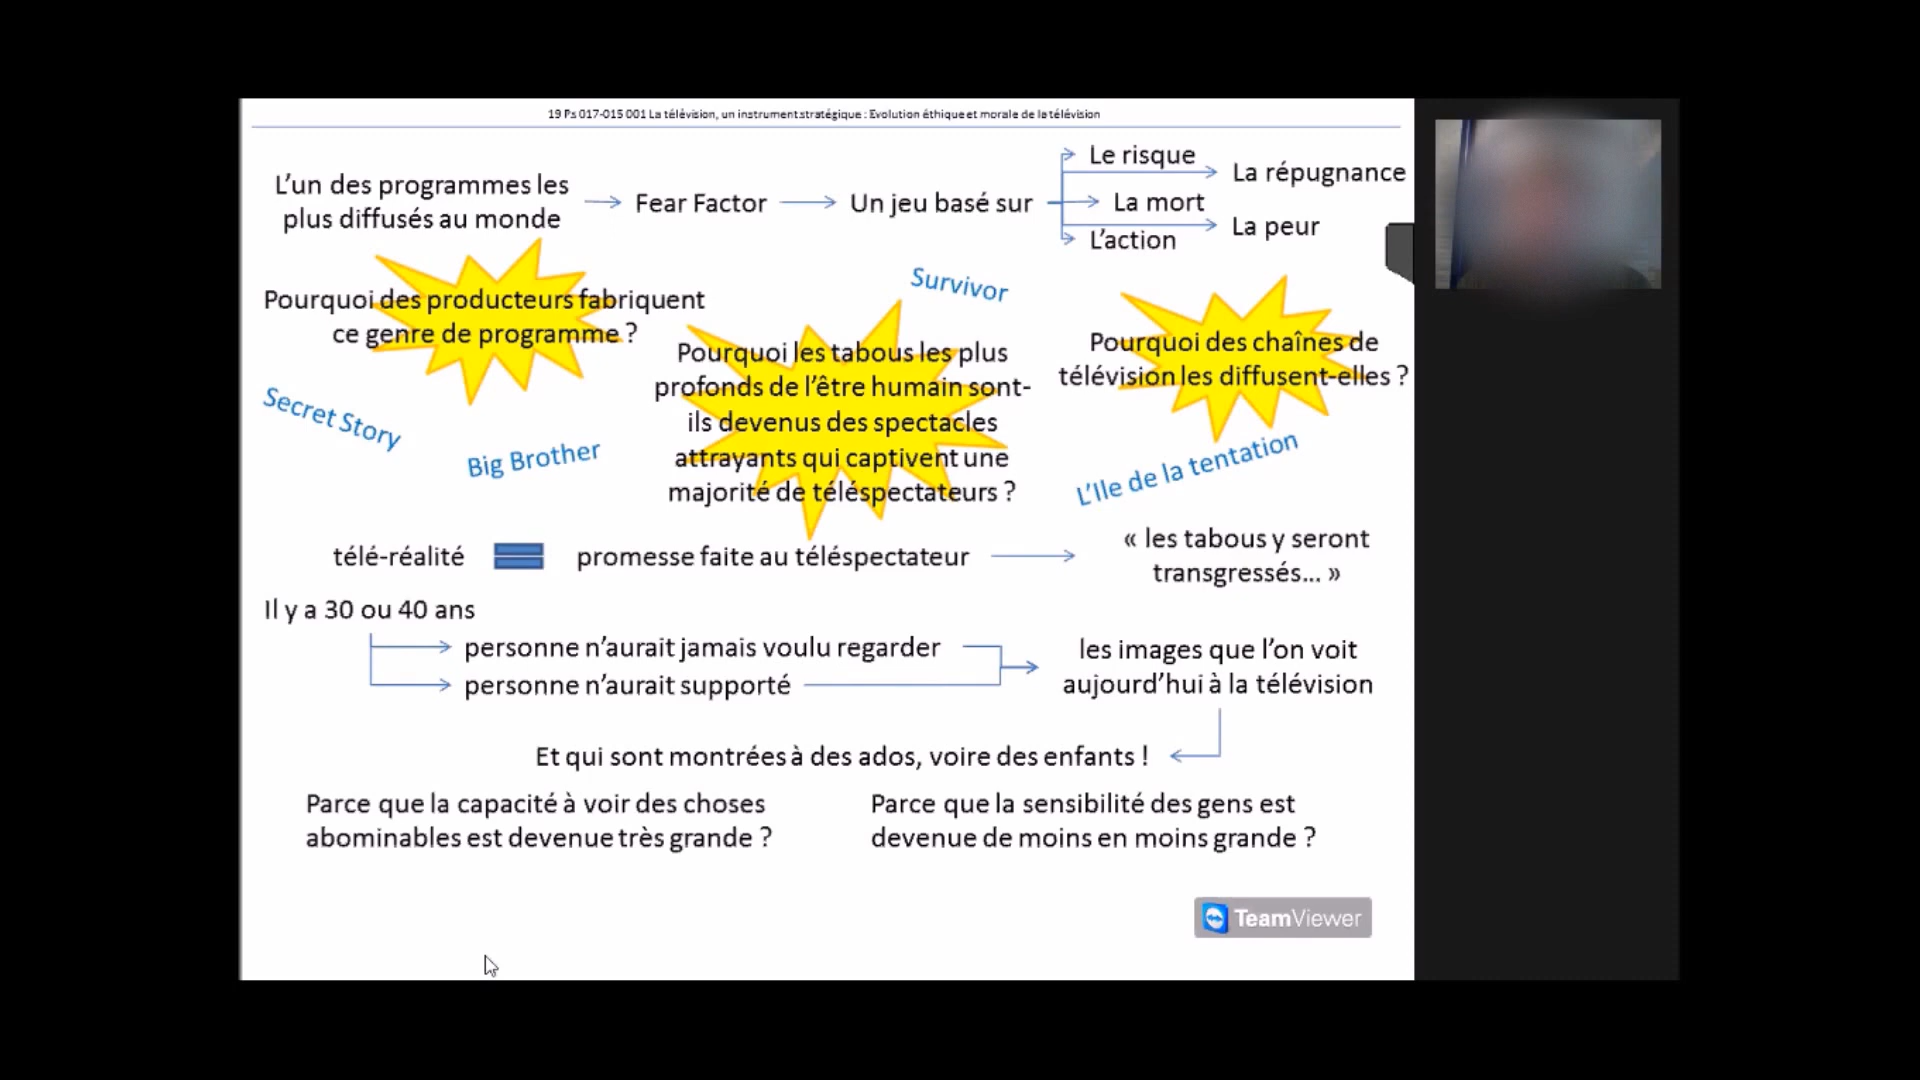 19 Ps 017-015 001 La télévision, un instrument stratégique : Evolution éthique et morale de la télévision
L'un des programmes les
plus diffusés au monde
Fear Factor
Un jeu basé sur
Le risque
La répugnance
La mort
La peur
L'action
Pourquoi des producteurs fabriquent
ce genre de programme ?
Survivor
Pourquoi les tabous les plus
profonds de l'être humain sont-
ils devenus des spectacles
attrayants qui captivent une
majorité de téléspectateurs ?
Pourquoi des chaînes de
télévision les diffusent-elles ?
Secret Story
Big Brother
L'Ile de la tentation
télé-réalité
promesse faite au téléspectateur
« les tabous y seront
transgressés... »
Il y a 30 ou 40 ans
personne n'aurait jamais voulu regarder
personne n'aurait supporté
les images que l'on voit
aujourd'hui à la télévision
Et qui sont montrées à des ados, voire des enfants !
Parce que la capacité à voir des choses
abominables est devenue très grande ?
Parce que la sensibilité des gens est
devenue de moins en moins grande ?
TeamViewer